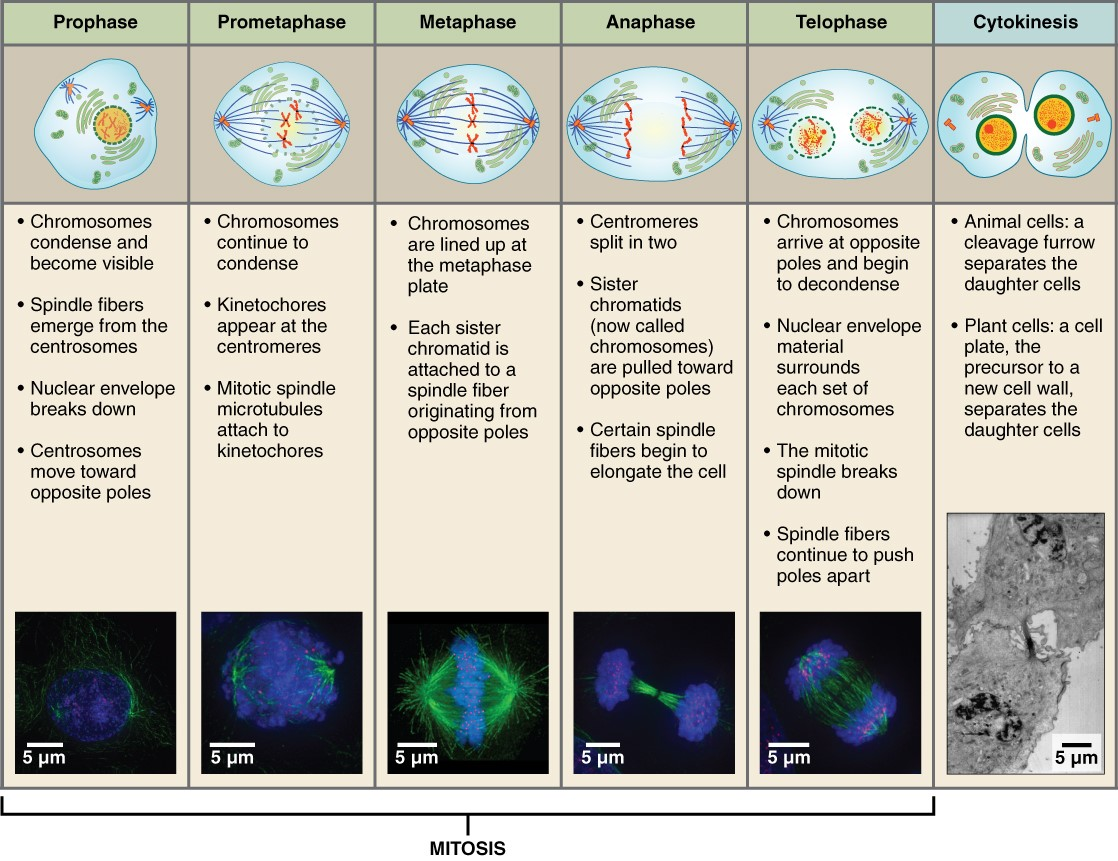 Prophase
Prometaphase
Metaphase
Anaphase
Telophase
Cytokinesis
• Chromosomes
condense and
become visible
• Spindle fibers
emerge from the
centrosomes
• Nuclear envelope
breaks down
• Centrosomes
move toward
opposite poles
• Chromosomes
continue to
condense
• Kinetochores
appear at the
centromeres
• Mitotic spindle
microtubules
attach to
kinetochores
• Chromosomes
are lined up at
the metaphase
plate
• Each sister
chromatid is
attached to a
spindle fiber
originating from
opposite poles
• Centromeres
split in two
• Sister
chromatids
(now called
chromosomes)
are pulled toward
opposite poles
• Certain spindle
fibers begin to
elongate the cell
• Chromosomes
arrive at opposite
poles and begin
to decondense
• Nuclear envelope
material
surrounds
each set of
chromosomes
• The mitotic
spindle breaks
down
• Spindle fibers
continue to push
poles apart
• Animal cells: a
cleavage furrow
separates the
daughter cells
• Plant cells: a cell
plate, the
precursor to a
new cell wall,
separates the
daughter cells
5 μm
5 μm
5 μm
5 μm
5 μm
5 μm
MITOSIS